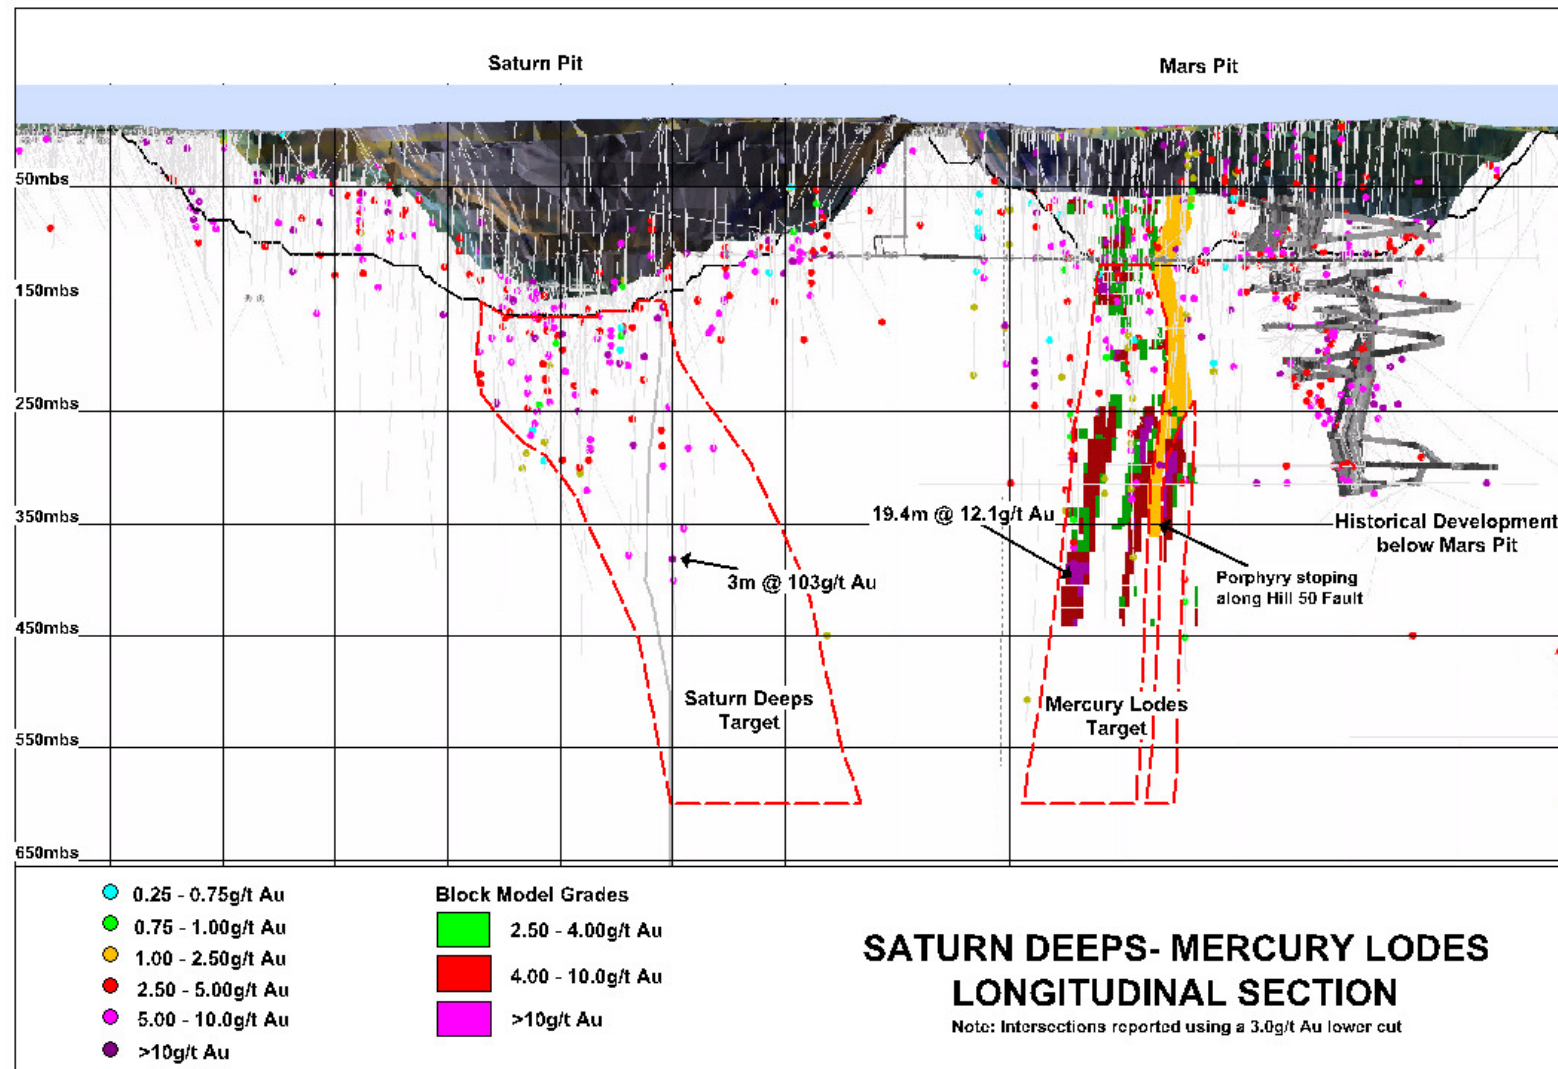 Saturn Pit
Mars Pit
50mbs
150mbs
250mbs
350mbs
450mbs
550mbs
650mbs
19.4m @ 12.1g/t Au
3m @ 103g/t Au
Historical Development
below Mars Pit
Porphyry stoping
along Hill 50 Fault
Saturn Deeps
Target
Mercury Lodes
Target
0.25 - 0.75g/t Au
0.75 - 1.00g/t Au
1.00 - 2.50g/t Au
2.50 - 5.00g/t Au
5.00 - 10.0g/t Au
>10g/t Au
Block Model Grades
2.50 - 4.00g/t Au
4.00 - 10.0g/t Au
>10g/t Au
SATURN DEEPS- MERCURY LODES
LONGITUDINAL SECTION
Note: Intersections reported using a 3.0g/t Au lower cut